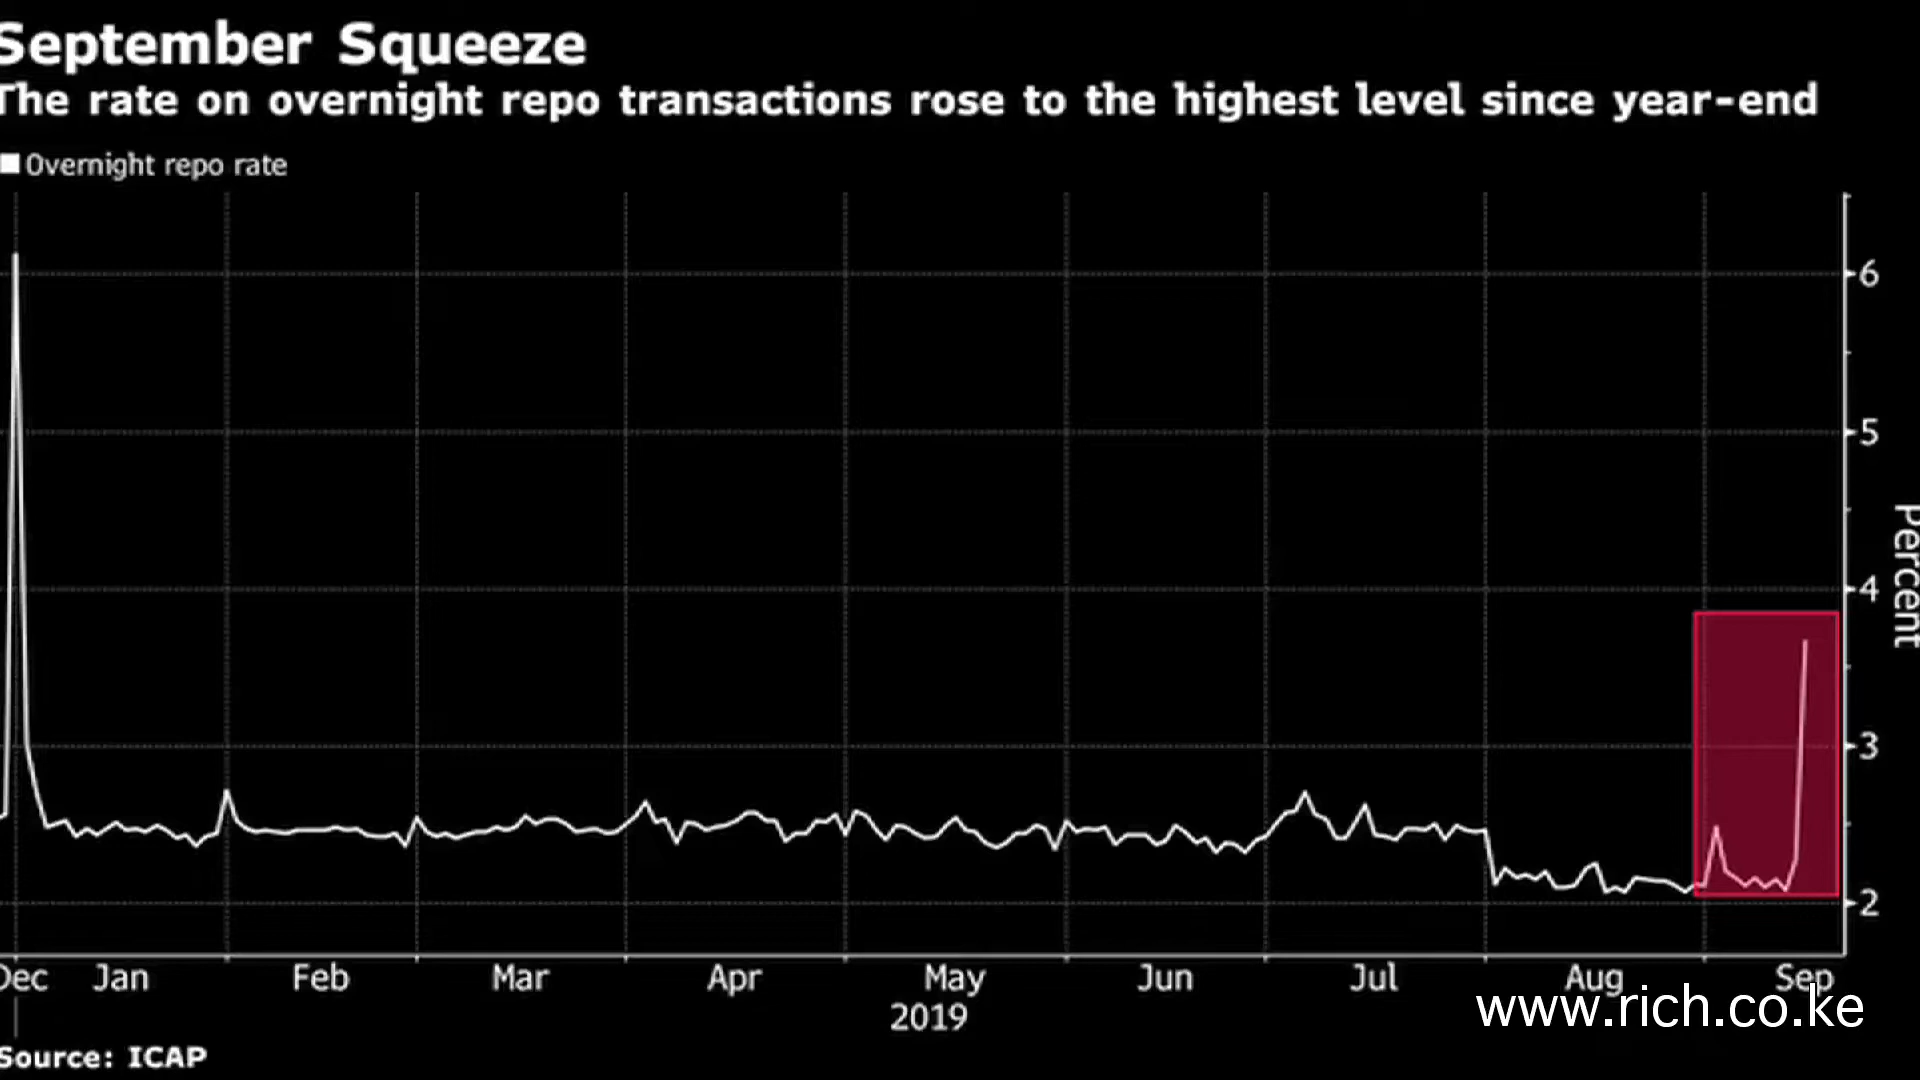 September Squeeze
The rate on overnight repo transactions rose to the highest level since year-end
Overnight repo rate
6
5
4
3
2
Percent
Dec Jan Feb Mar Apr May Jun Jul Aug Sep
2019
www.rich.co.ke
Source: ICAP